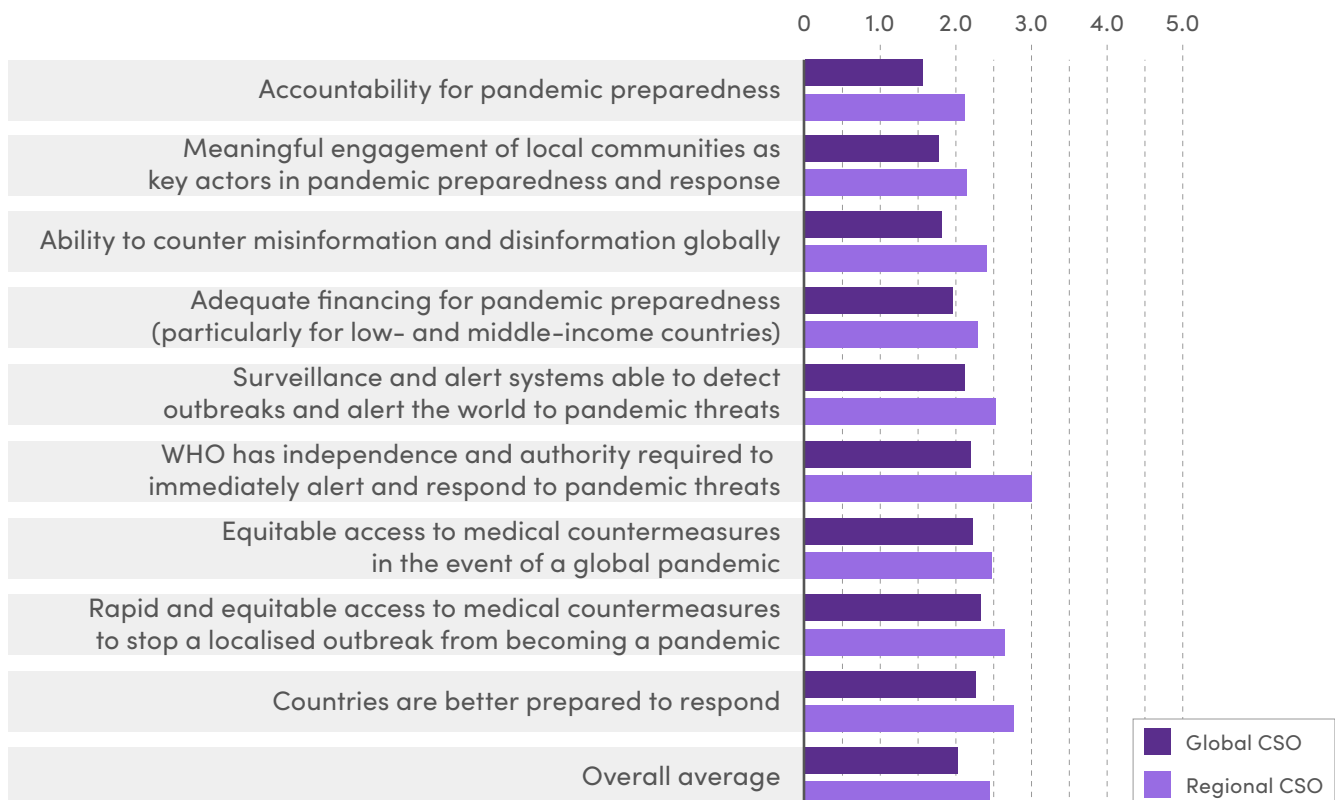 0 1.0 2.0 3.0 4.0 5.0
Accountability for pandemic preparedness
Meaningful engagement of local communities as
key actors in pandemic preparedness and response
Ability to counter misinformation and disinformation globally
Adequate financing for pandemic preparedness
(particularly for low- and middle-income countries)
Surveillance and alert systems able to detect
outbreaks and alert the world to pandemic threats
WHO has independence and authority required to
immediately alert and respond to pandemic threats
Equitable access to medical countermeasures
in the event of a global pandemic
Rapid and equitable access to medical countermeasures
to stop a localised outbreak from becoming a pandemic
Countries are better prepared to respond
Overall average
Global CSO
Regional CSO